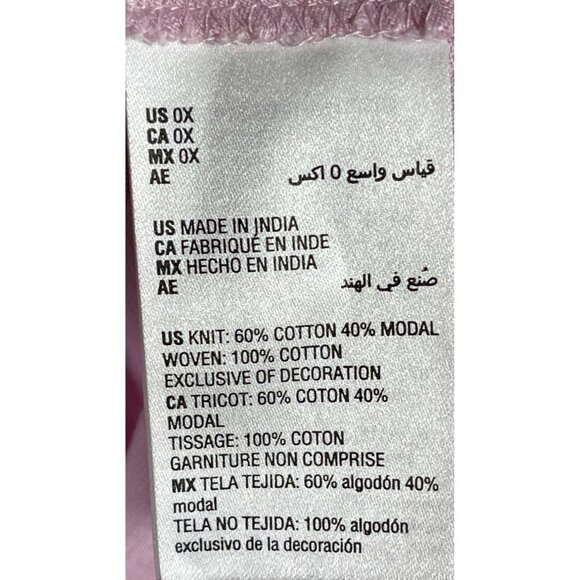 US 0X
CA 0X
MX 0X
AE قياس واسع 0 اكس
US MADE IN INDIA
CA FABRIQUÉ EN INDE
MX HECHO EN INDIA
AE صُنع في الهند
US KNIT: 60% COTTON 40% MODAL
WOVEN: 100% COTTON
EXCLUSIVE OF DECORATION
CA TRICOT: 60% COTON 40%
MODAL
TISSAGE: 100% COTON
GARNITURE NON COMPRISE
MX TELA TEJIDA: 60% algodón 40%
modal
TELA NO TEJIDA: 100% algodón
exclusivo de la decoración